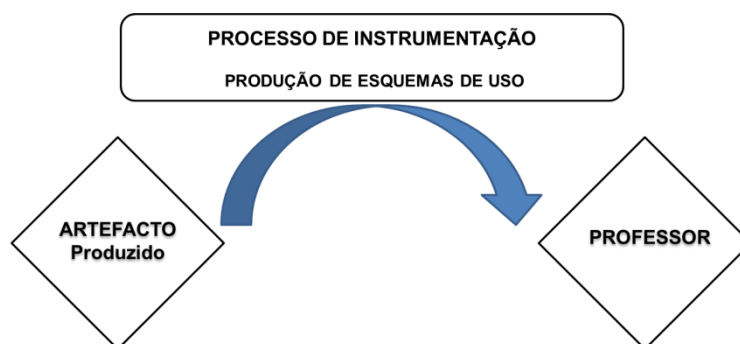 PROCESSO DE INSTRUMENTAÇÃO
PRODUÇÃO DE ESQUEMAS DE USO
ARTEFACTO
Produzido
PROFESSOR